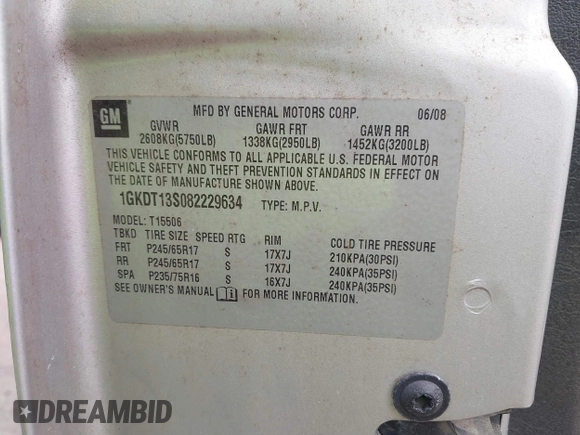 GM
MFD BY GENERAL MOTORS CORP. 06/08
GVWR GAWR FRT GAWR RR
2608KG(5750LB) 1338KG(2950LB) 1452KG(3200LB)
THIS VEHICLE CONFORMS TO ALL APPLICABLE U.S. FEDERAL MOTOR
VEHICLE SAFETY AND THEFT PREVENTION STANDARDS IN EFFECT ON
THE DATE OF MANUFACTURE SHOWN ABOVE.
1GKDT13S082229634 TYPE: M.P.V.
MODEL: T15506
TBKD TIRE SIZE SPEED RTG RIM COLD TIRE PRESSURE
FRT P245/65R17 S 17X7J 210KPA(30PSI)
RR P245/65R17 S 17X7J 240KPA(35PSI)
SPA P235/75R16 S 16X7J 240KPA(35PSI)
SEE OWNER'S MANUAL FOR MORE INFORMATION.
DREAMBID